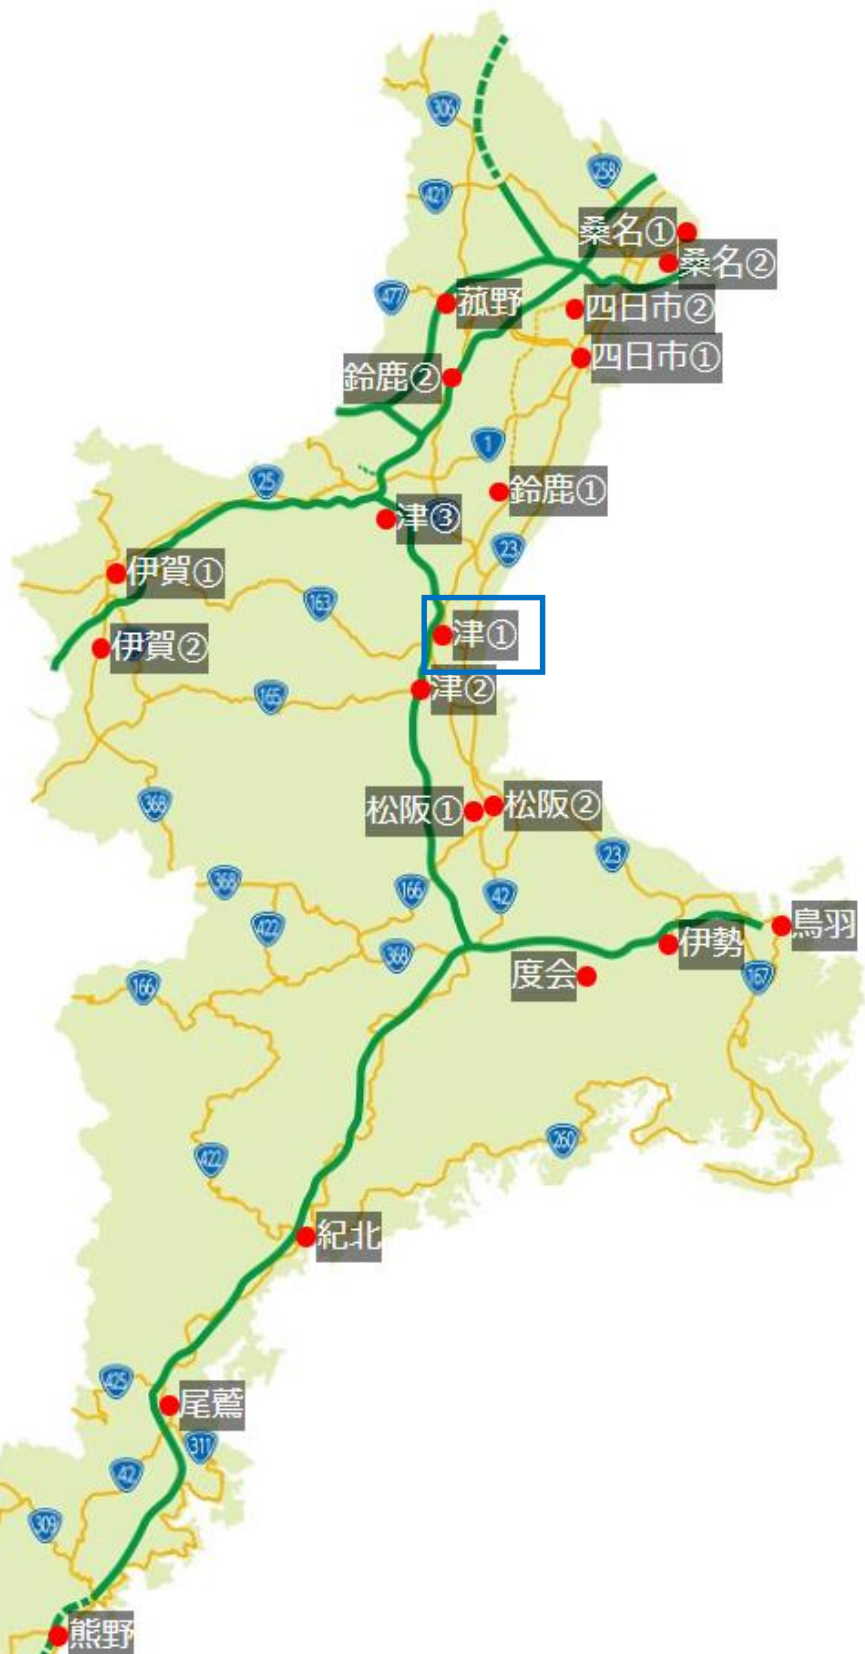 306
258
421
桑名①
桑名②
477
菰野
四日市②
四日市①
鈴鹿②
1
25
鈴鹿①
津③
23
伊賀①
163
津①
伊賀②
津②
165
368
松阪①
松阪②
23
368
166
42
422
鳥羽
伊勢
368
度会
167
166
260
422
紀北
425
尾鷲
311
42
309
熊野